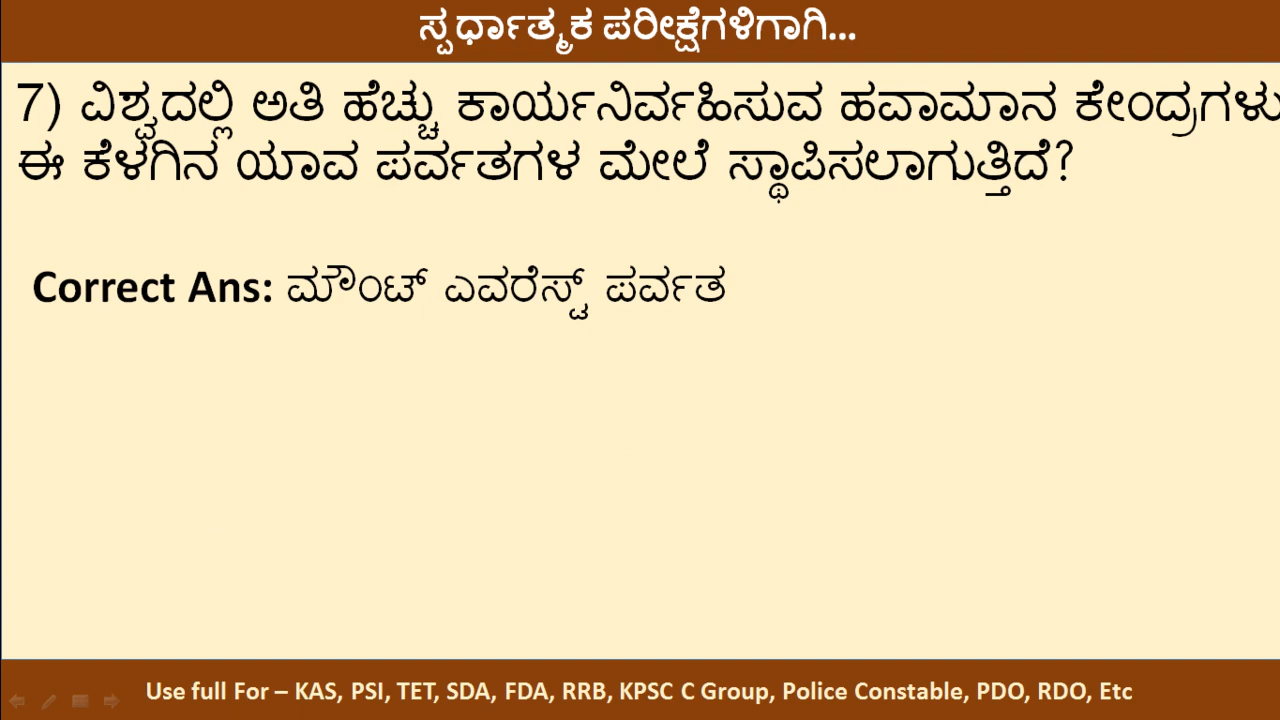 ಸ್ಪರ್ಧಾತ್ಮಕ ಪರೀಕ್ಷೆಗಳಿಗಾಗಿ...
7) ವಿಶ್ವದಲ್ಲಿ ಅತಿ ಹೆಚ್ಚು ಕಾರ್ಯನಿರ್ವಹಿಸುವ ಹವಾಮಾನ ಕೇಂದ್ರಗಳು
ಈ ಕೆಳಗಿನ ಯಾವ ಪರ್ವತಗಳ ಮೇಲೆ ಸ್ಥಾಪಿಸಲಾಗುತ್ತಿದೆ?
Correct Ans: ಮೌಂಟ್ ಎವರೆಸ್ಟ್ ಪರ್ವತ
Use full For – KAS, PSI, TET, SDA, FDA, RRB, KPSC C Group, Police Constable, PDO, RDO, Etc